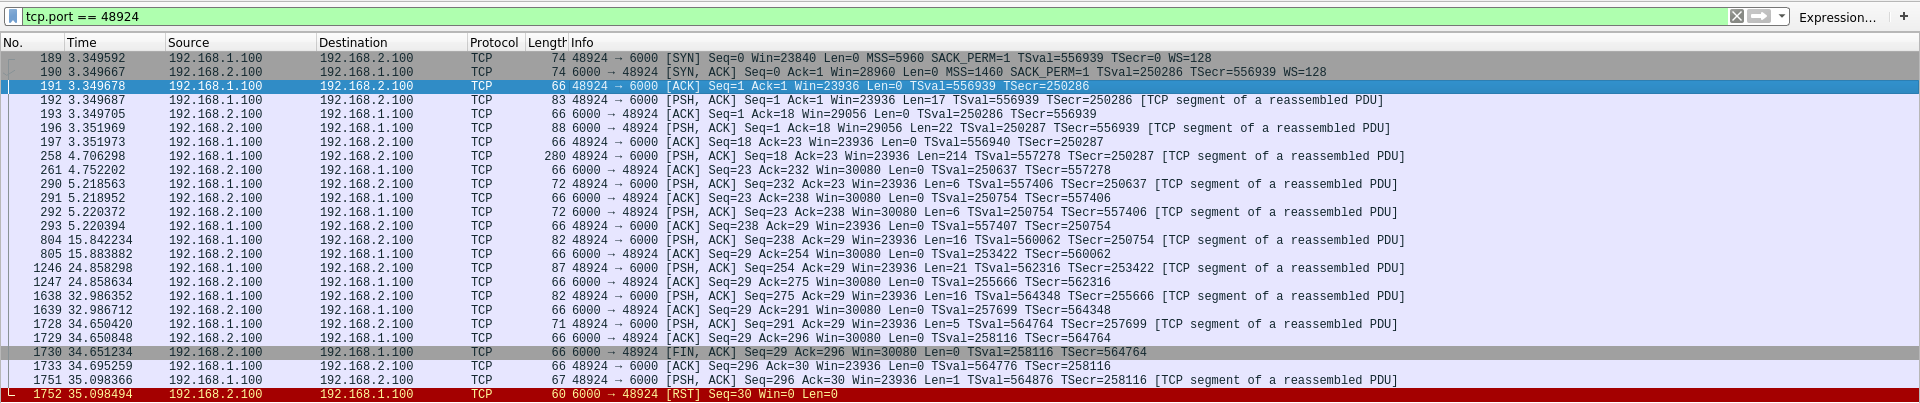 tcp.port == 48924 Expression... +
No. Time Source Destination Protocol Length Info
189 3.349592 192.168.1.100 192.168.2.100 TCP 74 48924 → 6000 [SYN] Seq=0 Win=23840 Len=0 MSS=5960 SACK_PERM=1 TSval=556939 TSecr=0 WS=128
190 3.349667 192.168.2.100 192.168.1.100 TCP 74 6000 → 48924 [SYN, ACK] Seq=0 Ack=1 Win=28960 Len=0 MSS=1460 SACK_PERM=1 TSval=250286 TSecr=556939 WS=128
191 3.349678 192.168.1.100 192.168.2.100 TCP 66 48924 → 6000 [ACK] Seq=1 Ack=1 Win=23936 Len=0 TSval=556939 TSecr=250286
192 3.349687 192.168.1.100 192.168.2.100 TCP 83 48924 → 6000 [PSH, ACK] Seq=1 Ack=1 Win=23936 Len=17 TSval=556939 TSecr=250286 [TCP segment of a reassembled PDU]
193 3.349705 192.168.2.100 192.168.1.100 TCP 66 6000 → 48924 [ACK] Seq=1 Ack=18 Win=29056 Len=0 TSval=250286 TSecr=556939
196 3.351969 192.168.2.100 192.168.1.100 TCP 88 6000 → 48924 [PSH, ACK] Seq=1 Ack=18 Win=29056 Len=22 TSval=250287 TSecr=556939 [TCP segment of a reassembled PDU]
197 3.351973 192.168.1.100 192.168.2.100 TCP 66 48924 → 6000 [ACK] Seq=18 Ack=23 Win=23936 Len=0 TSval=556940 TSecr=250287
258 4.706298 192.168.1.100 192.168.2.100 TCP 280 48924 → 6000 [PSH, ACK] Seq=18 Ack=23 Win=23936 Len=214 TSval=557278 TSecr=250287 [TCP segment of a reassembled PDU]
261 4.752202 192.168.2.100 192.168.1.100 TCP 66 6000 → 48924 [ACK] Seq=23 Ack=232 Win=30080 Len=0 TSval=250637 TSecr=557278
290 5.218563 192.168.1.100 192.168.2.100 TCP 72 48924 → 6000 [PSH, ACK] Seq=232 Ack=23 Win=23936 Len=6 TSval=557406 TSecr=250637 [TCP segment of a reassembled PDU]
291 5.218952 192.168.2.100 192.168.1.100 TCP 66 6000 → 48924 [ACK] Seq=23 Ack=238 Win=30080 Len=0 TSval=250754 TSecr=557406
292 5.220372 192.168.2.100 192.168.1.100 TCP 72 6000 → 48924 [PSH, ACK] Seq=23 Ack=238 Win=30080 Len=6 TSval=250754 TSecr=557406 [TCP segment of a reassembled PDU]
293 5.220394 192.168.1.100 192.168.2.100 TCP 66 48924 → 6000 [ACK] Seq=238 Ack=29 Win=23936 Len=0 TSval=557407 TSecr=250754
804 15.842234 192.168.1.100 192.168.2.100 TCP 82 48924 → 6000 [PSH, ACK] Seq=238 Ack=29 Win=23936 Len=16 TSval=560062 TSecr=250754 [TCP segment of a reassembled PDU]
805 15.883882 192.168.2.100 192.168.1.100 TCP 66 6000 → 48924 [ACK] Seq=29 Ack=254 Win=30080 Len=0 TSval=253422 TSecr=560062
1246 24.858298 192.168.1.100 192.168.2.100 TCP 87 48924 → 6000 [PSH, ACK] Seq=254 Ack=29 Win=23936 Len=21 TSval=562316 TSecr=253422 [TCP segment of a reassembled PDU]
1247 24.858634 192.168.2.100 192.168.1.100 TCP 66 6000 → 48924 [ACK] Seq=29 Ack=275 Win=30080 Len=0 TSval=255666 TSecr=562316
1638 32.986352 192.168.1.100 192.168.2.100 TCP 82 48924 → 6000 [PSH, ACK] Seq=275 Ack=29 Win=23936 Len=16 TSval=564348 TSecr=255666 [TCP segment of a reassembled PDU]
1639 32.986712 192.168.2.100 192.168.1.100 TCP 66 6000 → 48924 [ACK] Seq=29 Ack=291 Win=30080 Len=0 TSval=257699 TSecr=564348
1728 34.650420 192.168.1.100 192.168.2.100 TCP 71 48924 → 6000 [PSH, ACK] Seq=291 Ack=29 Win=23936 Len=5 TSval=564764 TSecr=257699 [TCP segment of a reassembled PDU]
1729 34.650848 192.168.2.100 192.168.1.100 TCP 66 6000 → 48924 [ACK] Seq=29 Ack=296 Win=30080 Len=0 TSval=258116 TSecr=564764
1730 34.651234 192.168.2.100 192.168.1.100 TCP 66 6000 → 48924 [FIN, ACK] Seq=29 Ack=296 Win=30080 Len=0 TSval=258116 TSecr=564764
1733 34.695259 192.168.1.100 192.168.2.100 TCP 66 48924 → 6000 [ACK] Seq=296 Ack=30 Win=23936 Len=0 TSval=564776 TSecr=258116
1751 35.098366 192.168.1.100 192.168.2.100 TCP 67 48924 → 6000 [PSH, ACK] Seq=296 Ack=30 Win=23936 Len=1 TSval=564876 TSecr=258116 [TCP segment of a reassembled PDU]
1752 35.098494 192.168.2.100 192.168.1.100 TCP 60 6000 → 48924 [RST] Seq=30 Win=0 Len=0